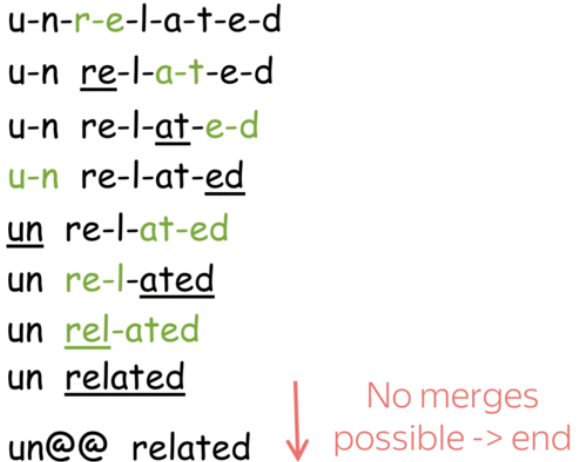 u-n-r-e-l-a-t-e-d
u-n re-l-a-t-e-d
u-n re-l-at-e-d
u-n re-l-at-ed
un re-l-at-ed
un re-l-ated
un rel-ated
un related
un@@ related
No merges
possible -> end